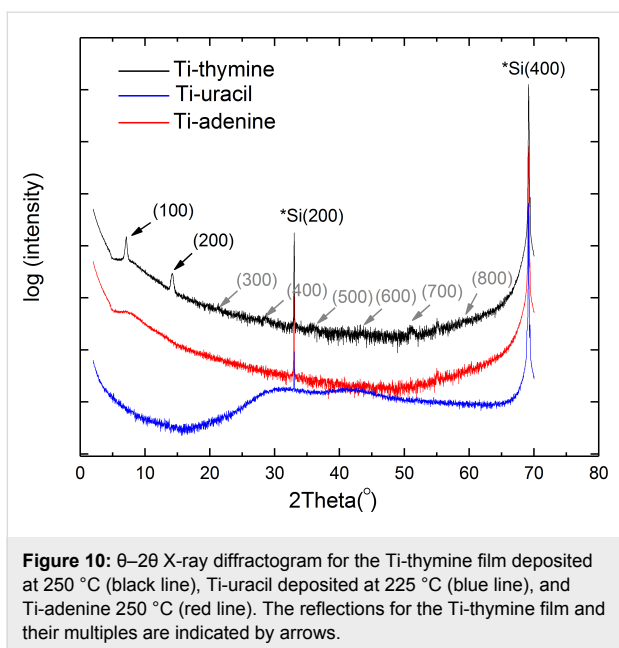 Ti-thymine
Ti-uracil
Ti-adenine
*Si(400)
*Si(200)
(100)
(200)
(300)
(400)
(500)
(600)
(700)
(800)
log (intensity)
0 10 20 30 40 50 60 70 80
2Theta(°)
Figure 10: θ–2θ X-ray diffractogram for the Ti-thymine film deposited
at 250 °C (black line), Ti-uracil deposited at 225 °C (blue line), and
Ti-adenine 250 °C (red line). The reflections for the Ti-thymine film and
their multiples are indicated by arrows.